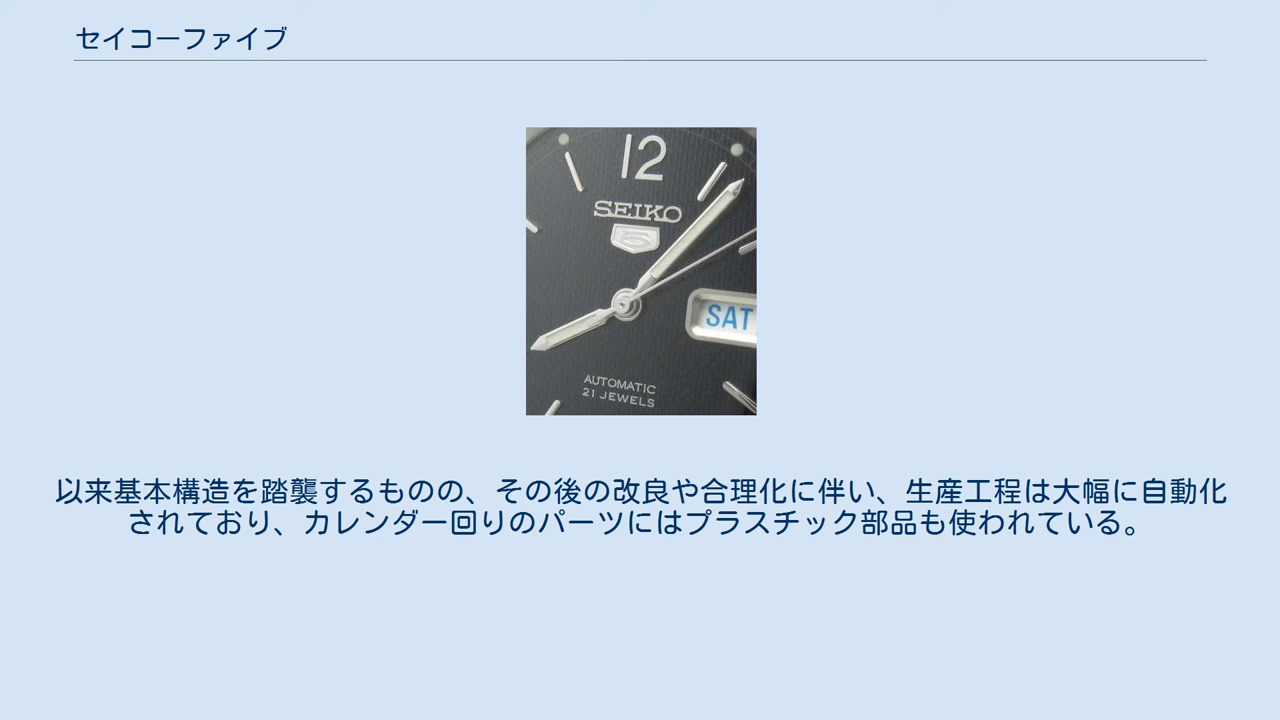 セイコーファイブ
12
SEIKO
5
SAT
AUTOMATIC
21 JEWELS
以来基本構造を踏襲するものの、その後の改良や合理化に伴い、生産工程は大幅に自動化
されており、カレンダー回りのパーツにはプラスチック部品も使われている。